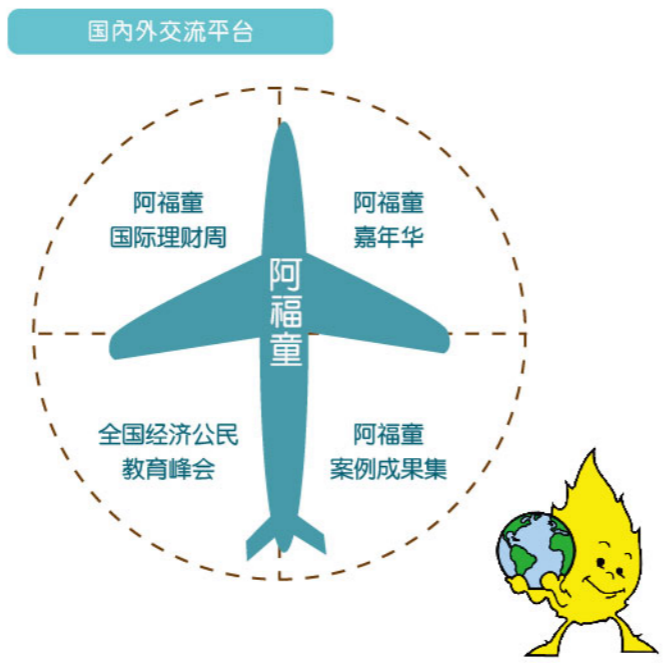 国内外交流平台
阿福童
国际理财周
阿福童
嘉年华
阿福童
全国经济公民
教育峰会
阿福童
案例成果集